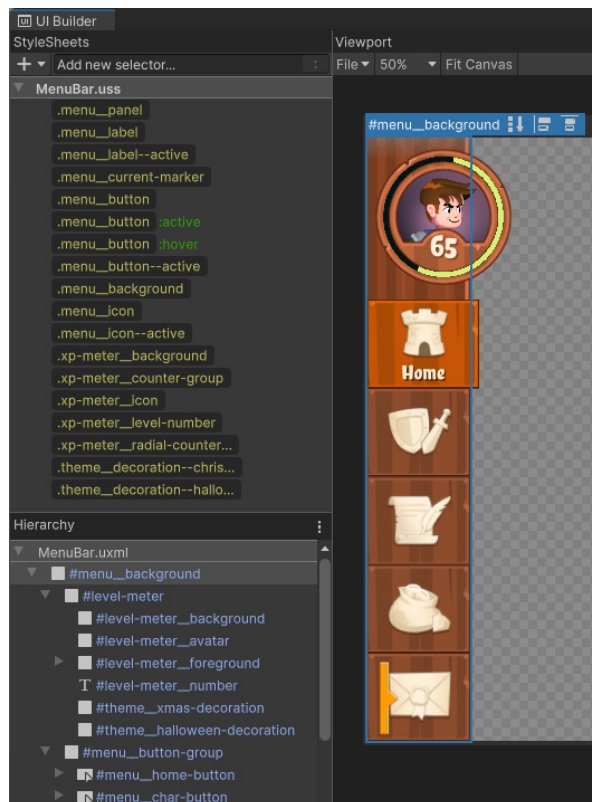 UI Builder
StyleSheets
Add new selector...
MenuBar.uss
.menu__panel
.menu__label
.menu__label--active
.menu__current-marker
.menu__button
.menu__button :active
.menu__button :hover
.menu__button--active
.menu__background
.menu__icon
.menu__icon--active
.xp-meter__background
.xp-meter__counter-group
.xp-meter__icon
.xp-meter__level-number
.xp-meter__radial-counter...
.theme__decoration--chris...
.theme__decoration--hallo...
Hierarchy
MenuBar.uxml
#menu__background
#level-meter
#level-meter__background
#level-meter__avatar
#level-meter__foreground
#level-meter__number
#theme__xmas-decoration
#theme__halloween-decoration
#menu__button-group
#menu__home-button
#menu__char-button
Viewport
File 50% Fit Canvas
#menu__background
65
Home